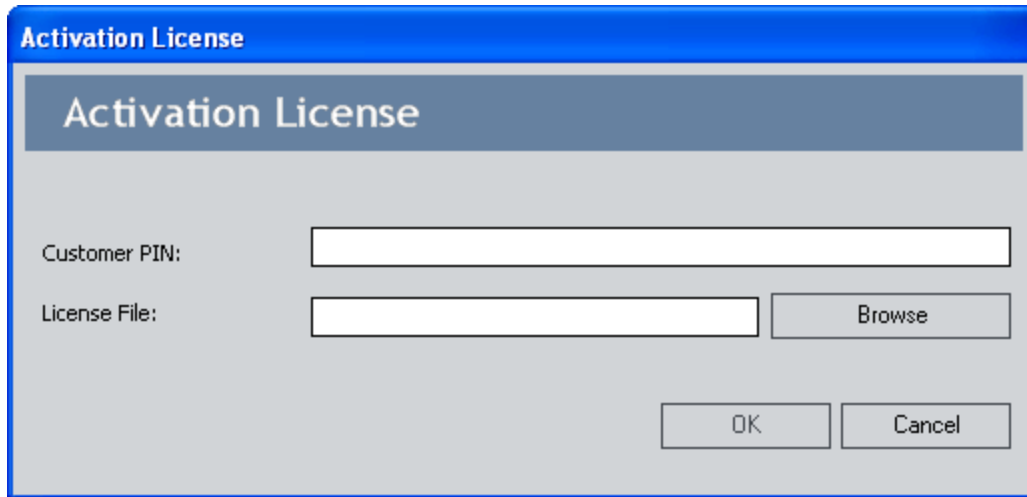 Activation License
Activation License
Customer PIN:
License File:
Browse
OK
Cancel